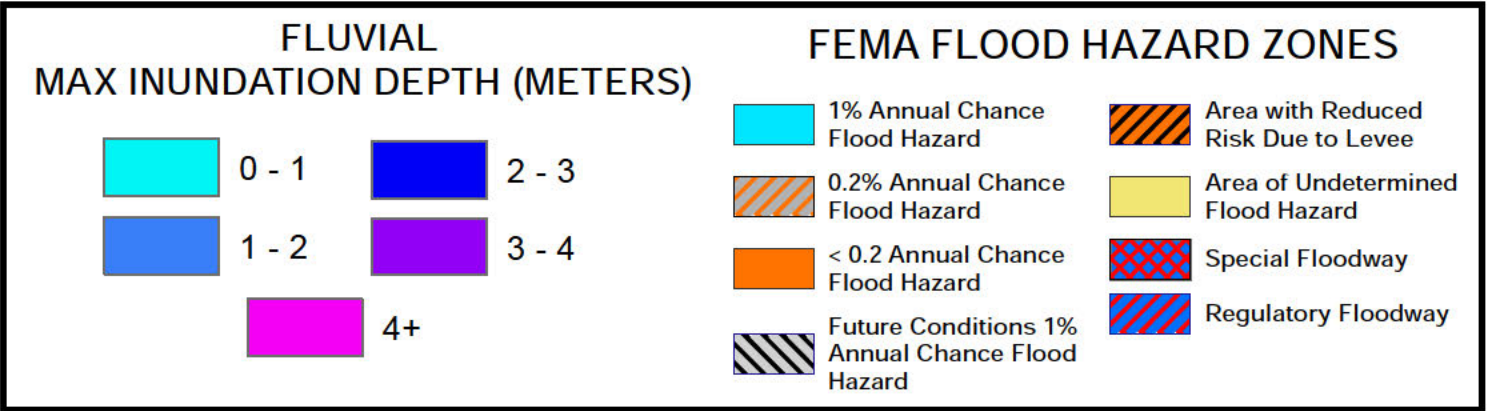 FLUVIAL
MAX INUNDATION DEPTH (METERS)
0 - 1
2 - 3
1 - 2
3 - 4
4+
FEMA FLOOD HAZARD ZONES
1% Annual Chance
Flood Hazard
0.2% Annual Chance
Flood Hazard
< 0.2 Annual Chance
Flood Hazard
Future Conditions 1%
Annual Chance Flood
Hazard
Area with Reduced
Risk Due to Levee
Area of Undetermined
Flood Hazard
Special Floodway
Regulatory Floodway